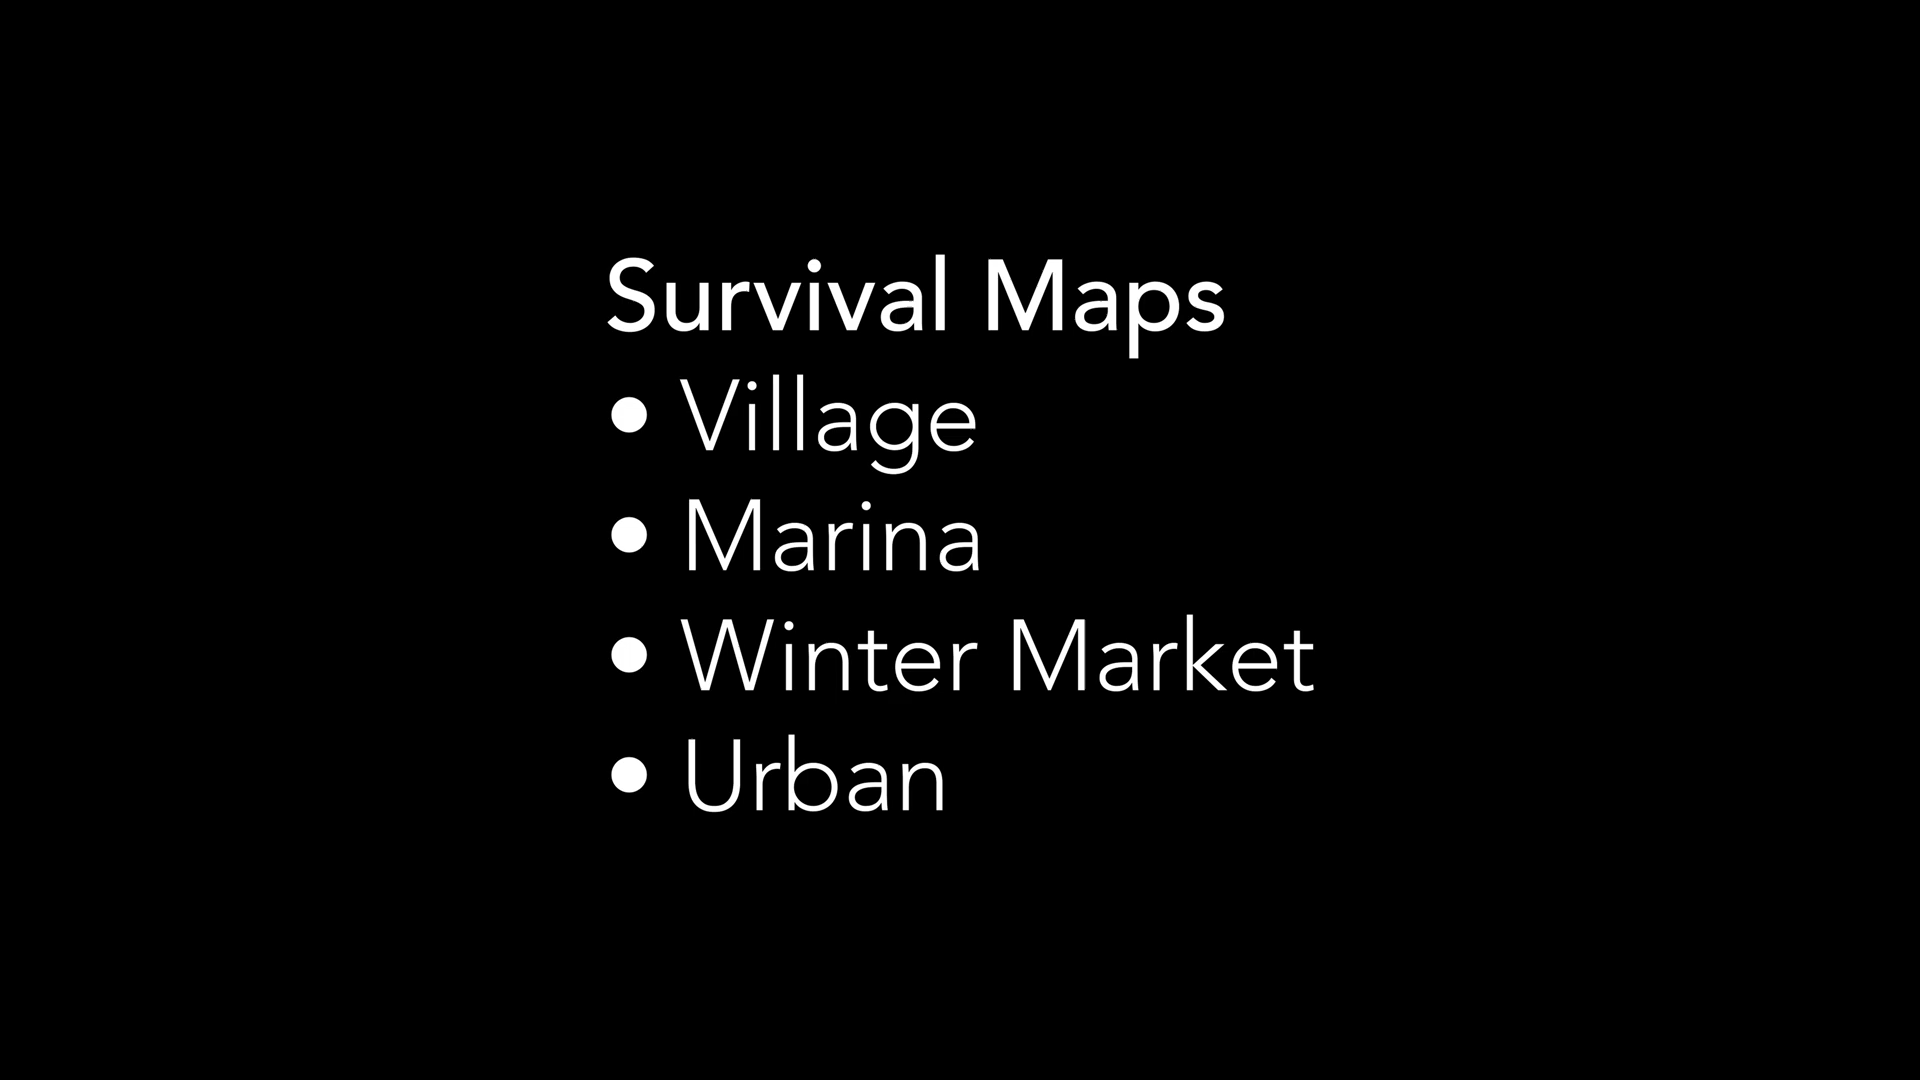 Survival Maps
• Village
• Marina
• Winter Market
• Urban